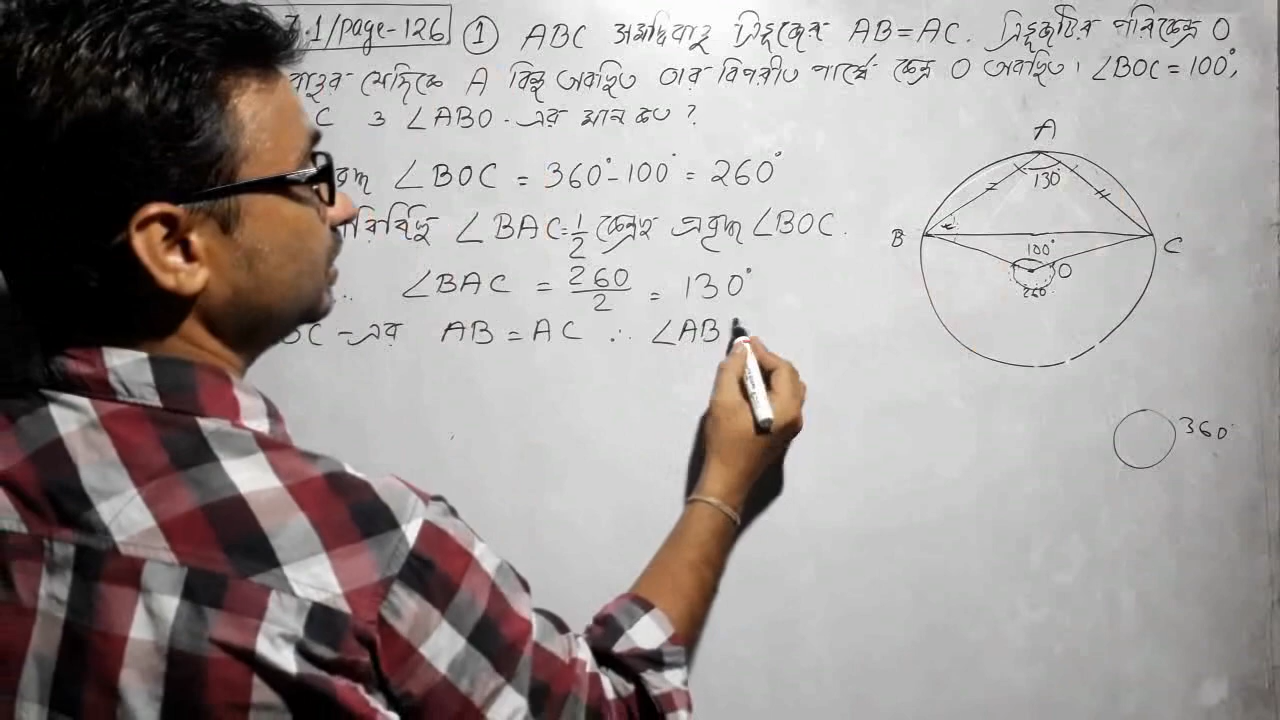 7.1/page-126 ① ABC সমদ্বিবাহু ত্রিভুজের AB=AC. ত্রিভুজটির পরিকেন্দ্র O
বাহুর যেদিকে A বিন্দু অবস্থিত তার বিপরীত পার্শ্বে কেন্দ্র O অবস্থিত। ∠BOC = 100°,
C ও ∠ABO - এর মান কত ?
∠BOC = 360°-100° = 260°
∠BAC=1/2 কেন্দ্রস্থ প্রবৃদ্ধ ∠BOC.
∠BAC = 260/2 = 130°
BC -এর AB = AC ∴ ∠AB
A
130°
B
C
100°
O
260°
360°